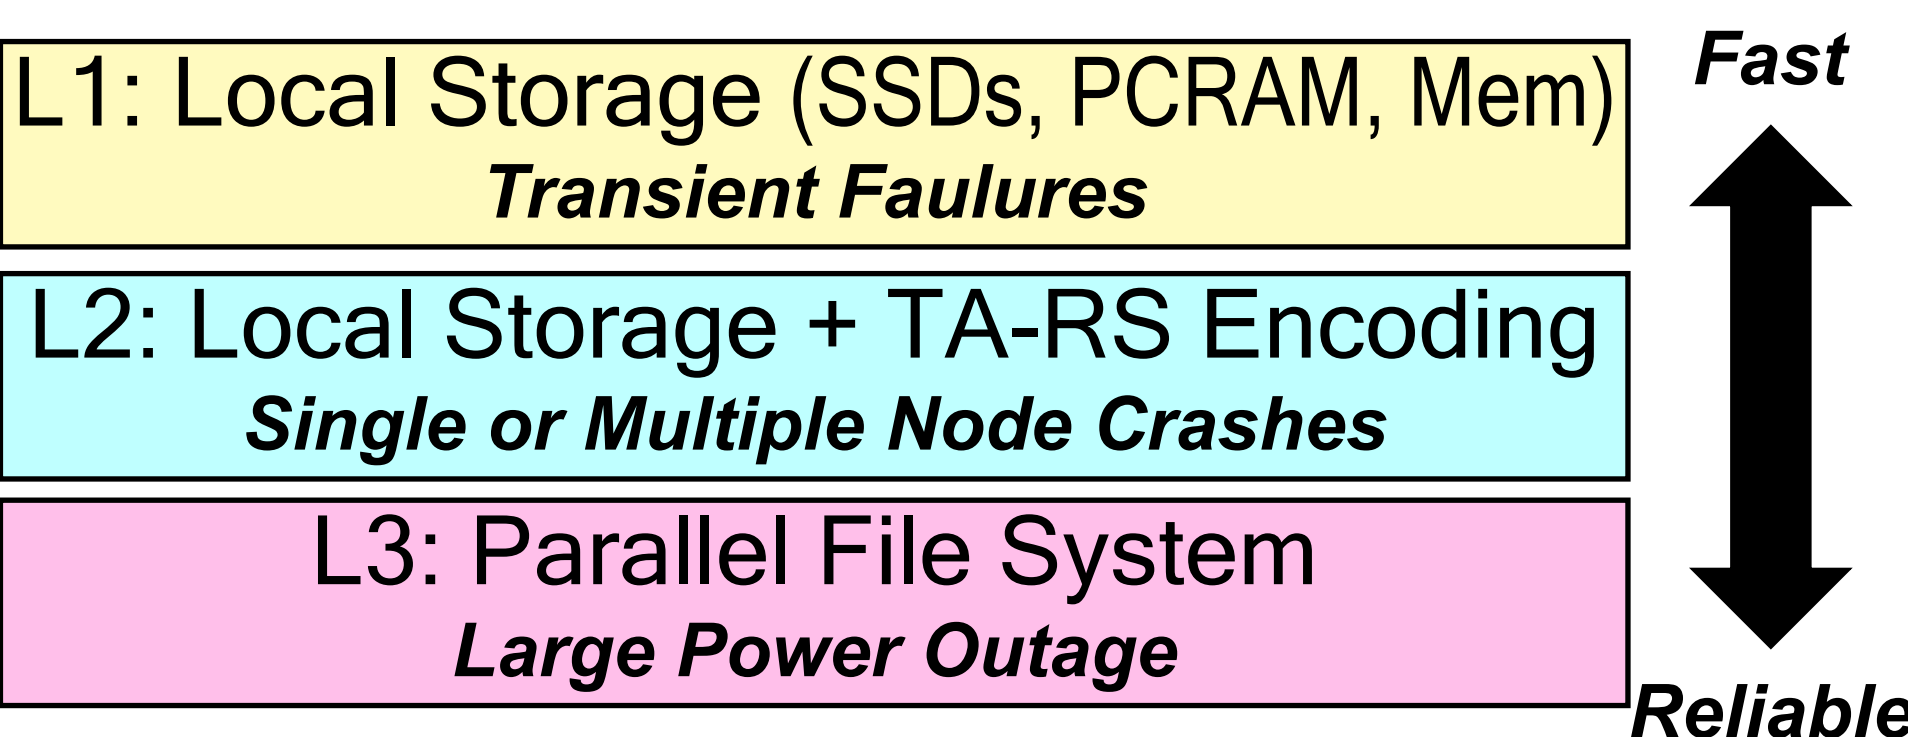 L1: Local Storage (SSDs, PCRAM, Mem)
Transient Faulures
L2: Local Storage + TA-RS Encoding
Single or Multiple Node Crashes
L3: Parallel File System
Large Power Outage
Fast
Reliable